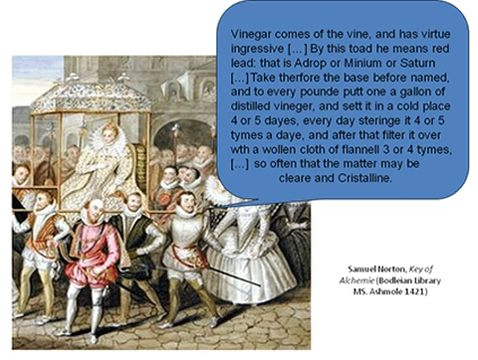 Vinegar comes of the vine, and has virtue
ingressive […] By this toad he means red
lead: that is Adrop or Minium or Saturn
[…] Take therfore the base before named,
and to every pounde putt one a gallon of
distilled vineger, and sett it in a cold place
4 or 5 dayes, every day steringe it 4 or 5
tymes a daye, and after that filter it over
wth a wollen cloth of flannell 3 or 4 tymes,
[…] so often that the matter may be
cleare and Cristalline.
Samuel Norton, Key of
Alchemie (Bodleian Library
MS. Ashmole 1421)